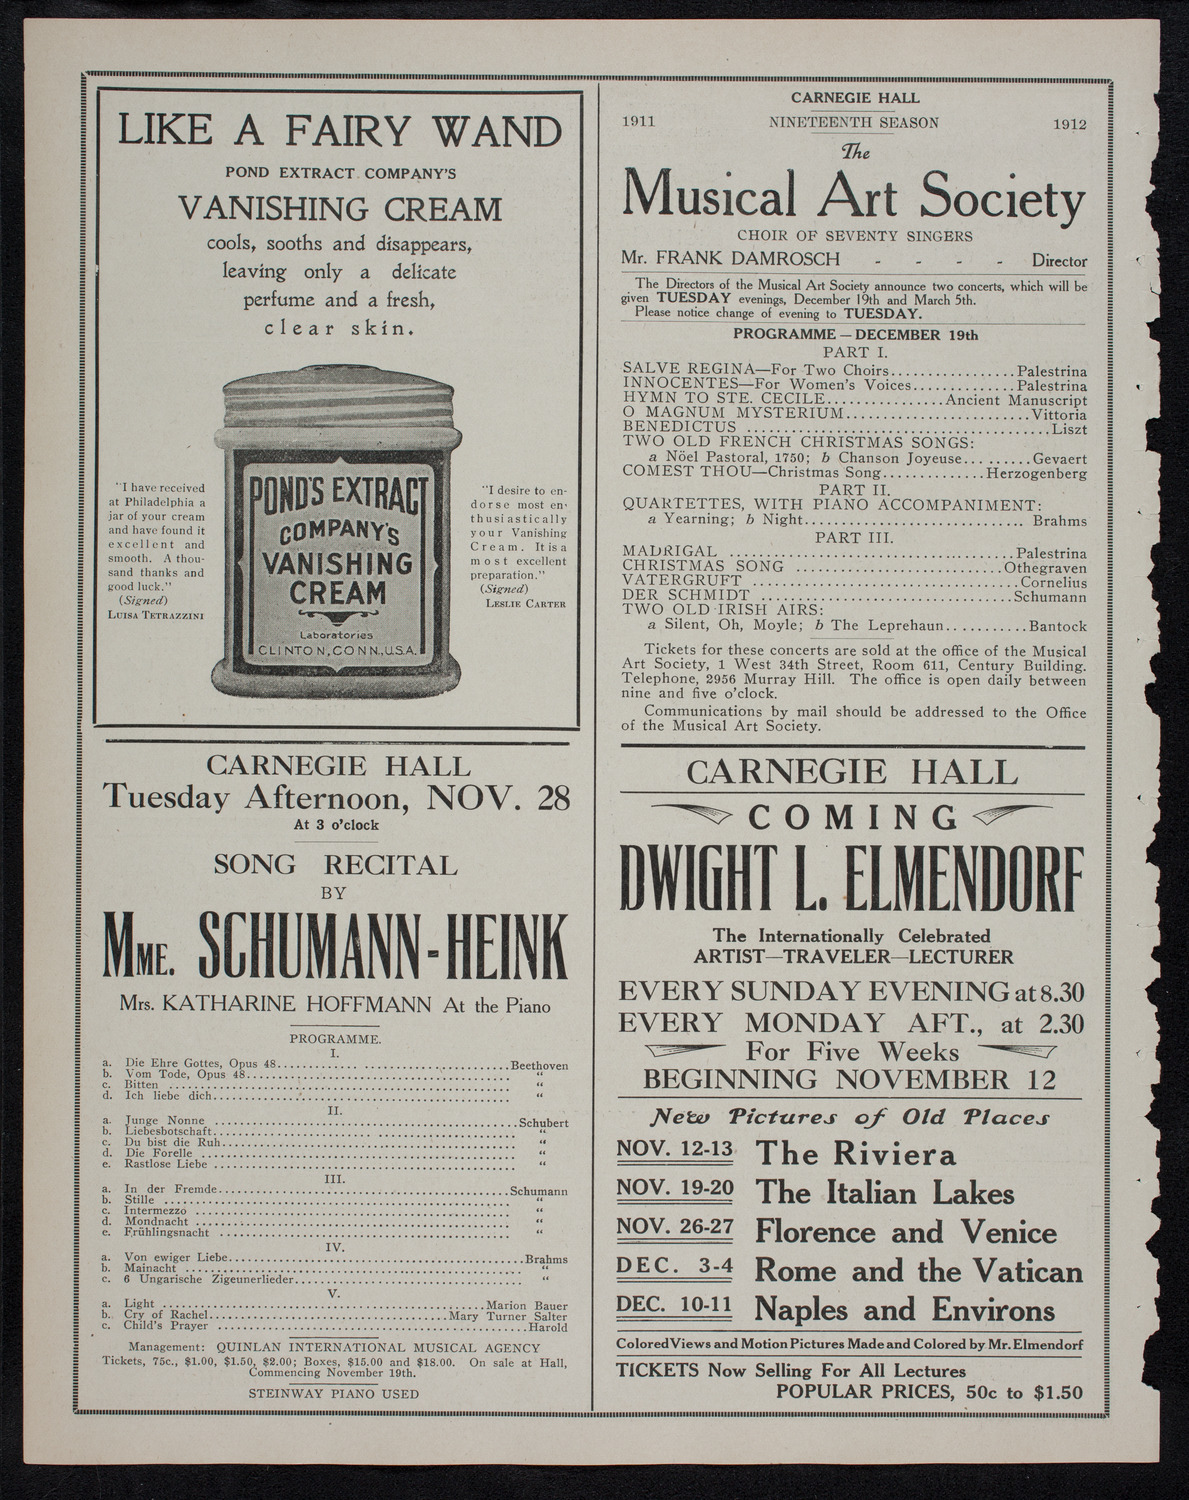 LIKE A FAIRY WAND
POND EXTRACT COMPANY'S
VANISHING CREAM
cools, sooths and disappears,
leaving only a delicate
perfume and a fresh,
clear skin.
"I have received
at Philadelphia a
jar of your cream
and have found it
excellent and
smooth. A thou-
sand thanks and
good luck."
(Signed)
LUISA TETRAZZINI
POND'S EXTRACT
COMPANY'S
VANISHING
CREAM
Laboratories
CLINTON, CONN., U.S.A.
"I desire to en-
dorse most en-
thusiastically
your Vanishing
Cream. It is a
most excellent
preparation."
(Signed)
LESLIE CARTER
CARNEGIE HALL
Tuesday Afternoon, NOV. 28
At 3 o'clock
SONG RECITAL
BY
MME. SCHUMANN-HEINK
Mrs. KATHARINE HOFFMANN At the Piano
PROGRAMME.
I.
a. Die Ehre Gottes, Opus 48..........Beethoven
b. Vom Tode, Opus 48.......... "
c. Bitten .......... "
d. Ich liebe dich.......... "
II.
a. Junge Nonne ..........Schubert
b. Liebesbotschaft.......... "
c. Du bist die Ruh.......... "
d. Die Forelle .......... "
e. Rastlose Liebe .......... "
III.
a. In der Fremde..........Schumann
b. Stille .......... "
c. Intermezzo .......... "
d. Mondnacht .......... "
e. Frühlingsnacht .......... "
IV.
a. Von ewiger Liebe..........Brahms
b. Mainacht .......... "
c. 6 Ungarische Zigeunerlieder.......... "
V.
a. Light ..........Marion Bauer
b. Cry of Rachel..........Mary Turner Salter
c. Child's Prayer ..........Harold
Management: QUINLAN INTERNATIONAL MUSICAL AGENCY
Tickets, 75c., $1.00, $1.50, $2.00; Boxes, $15.00 and $18.00. On sale at Hall,
Commencing November 19th.
STEINWAY PIANO USED
CARNEGIE HALL
1911 NINETEENTH SEASON 1912
The
Musical Art Society
CHOIR OF SEVENTY SINGERS
Mr. FRANK DAMROSCH - - - - Director
The Directors of the Musical Art Society announce two concerts, which will be
given TUESDAY evenings, December 19th and March 5th.
Please notice change of evening to TUESDAY.
PROGRAMME—DECEMBER 19th
PART I.
SALVE REGINA—For Two Choirs..........Palestrina
INNOCENTES—For Women's Voices..........Palestrina
HYMN TO STE. CECILE..........Ancient Manuscript
O MAGNUM MYSTERIUM..........Vittoria
BENEDICTUS ..........Liszt
TWO OLD FRENCH CHRISTMAS SONGS:
a Nöel Pastoral, 1750; b Chanson Joyeuse..........Gevaert
COMEST THOU—Christmas Song..........Herzogenberg
PART II.
QUARTETTES, WITH PIANO ACCOMPANIMENT:
a Yearning; b Night.......... Brahms
PART III.
MADRIGAL ..........Palestrina
CHRISTMAS SONG ..........Othegraven
VATERGRUFT ..........Cornelius
DER SCHMIDT ..........Schumann
TWO OLD IRISH AIRS:
a Silent, Oh, Moyle; b The Leprehaun..........Bantock
Tickets for these concerts are sold at the office of the Musical
Art Society, 1 West 34th Street, Room 611, Century Building.
Telephone, 2956 Murray Hill. The office is open daily between
nine and five o'clock.
Communications by mail should be addressed to the Office
of the Musical Art Society.
CARNEGIE HALL
COMING
DWIGHT L. ELMENDORF
The Internationally Celebrated
ARTIST—TRAVELER—LECTURER
EVERY SUNDAY EVENING at 8.30
EVERY MONDAY AFT., at 2.30
For Five Weeks
BEGINNING NOVEMBER 12
New Pictures of Old Places
NOV. 12-13 The Riviera
NOV. 19-20 The Italian Lakes
NOV. 26-27 Florence and Venice
DEC. 3-4 Rome and the Vatican
DEC. 10-11 Naples and Environs
Colored Views and Motion Pictures Made and Colored by Mr. Elmendorf
TICKETS Now Selling For All Lectures
POPULAR PRICES, 50c to $1.50